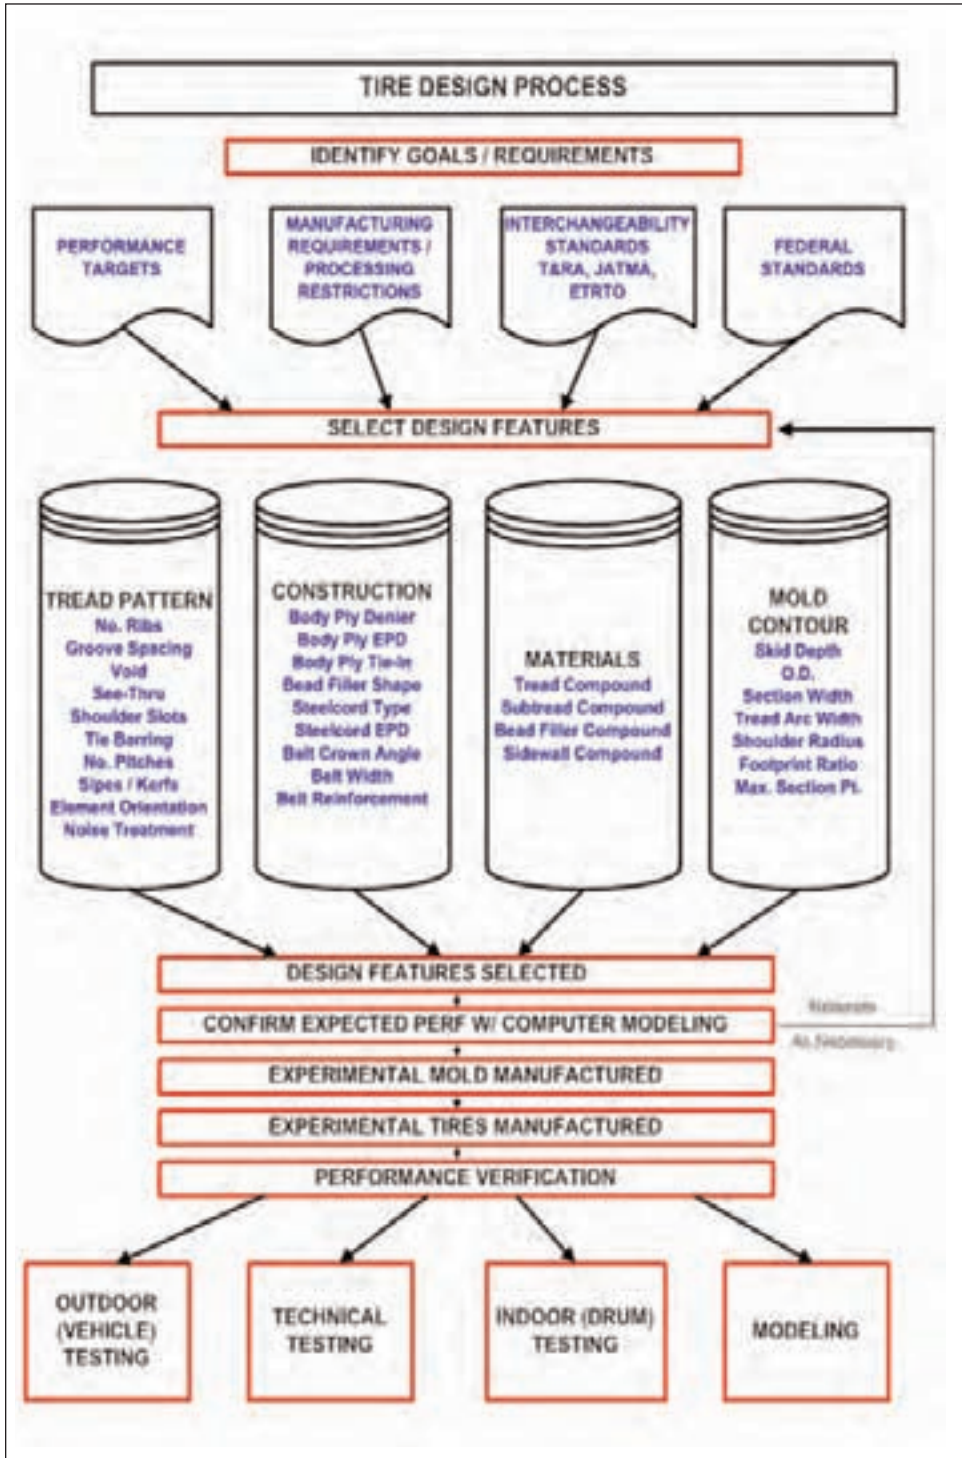 TIRE DESIGN PROCESS
IDENTIFY GOALS / REQUIREMENTS
PERFORMANCE
TARGETS
MANUFACTURING
REQUIREMENTS /
PROCESSING
RESTRICTIONS
INTERCHANGEABILITY
STANDARDS
T&RA, JATMA,
ETRTO
FEDERAL
STANDARDS
SELECT DESIGN FEATURES
TREAD PATTERN
No. Ribs
Groove Spacing
Void
See-Thru
Shoulder Slots
Tie Barring
No. Pitches
Sipes / Kerfs
Element Orientation
Noise Treatment
CONSTRUCTION
Body Ply Denier
Body Ply EPD
Body Ply Tie-In
Bead Filler Shape
Steelcord Type
Steelcord EPD
Belt Crown Angle
Belt Width
Belt Reinforcement
MATERIALS
Tread Compound
Subtread Compound
Bead Filler Compound
Sidewall Compound
MOLD
CONTOUR
Skid Depth
O.D.
Section Width
Tread Arc Width
Shoulder Radius
Footprint Ratio
Max. Section Pt.
DESIGN FEATURES SELECTED
CONFIRM EXPECTED PERF W/ COMPUTER MODELING
As Necessary
EXPERIMENTAL MOLD MANUFACTURED
EXPERIMENTAL TIRES MANUFACTURED
PERFORMANCE VERIFICATION
OUTDOOR
(VEHICLE)
TESTING
TECHNICAL
TESTING
INDOOR (DRUM)
TESTING
MODELING